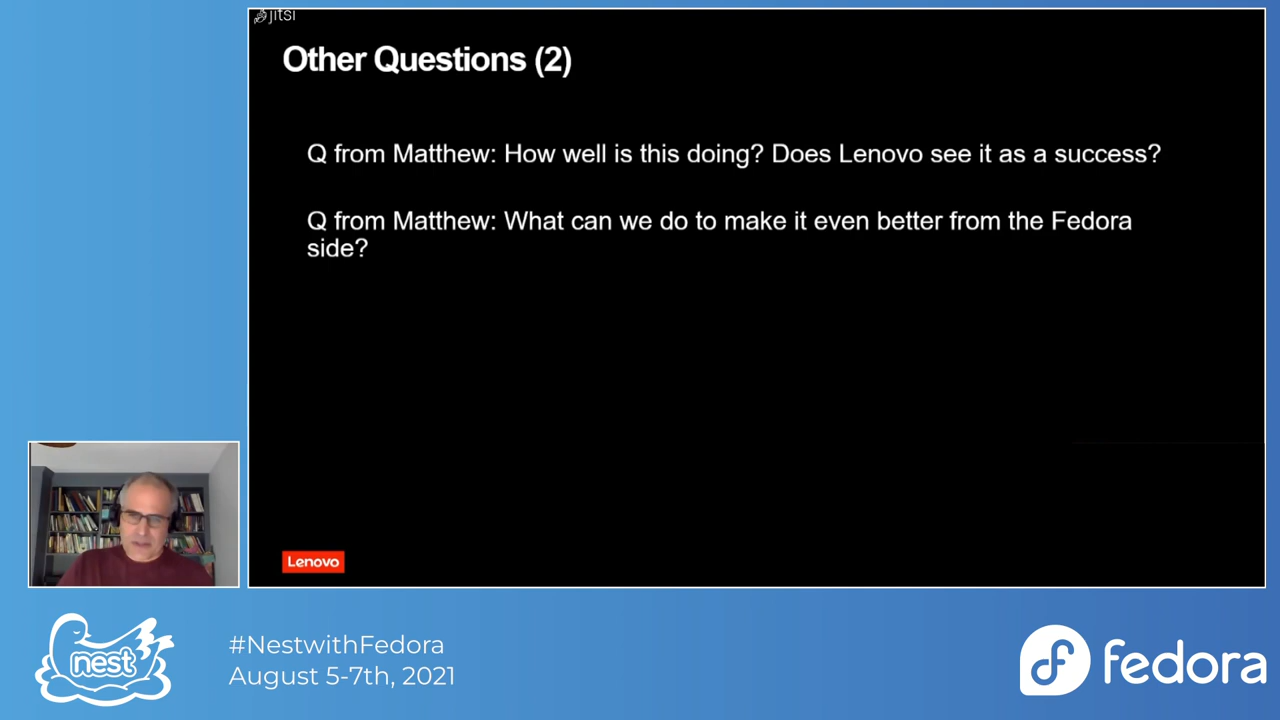 jitsi
Other Questions (2)
Q from Matthew: How well is this doing? Does Lenovo see it as a success?
Q from Matthew: What can we do to make it even better from the Fedora
side?
Lenovo
nest
#NestwithFedora
August 5-7th, 2021
fedora